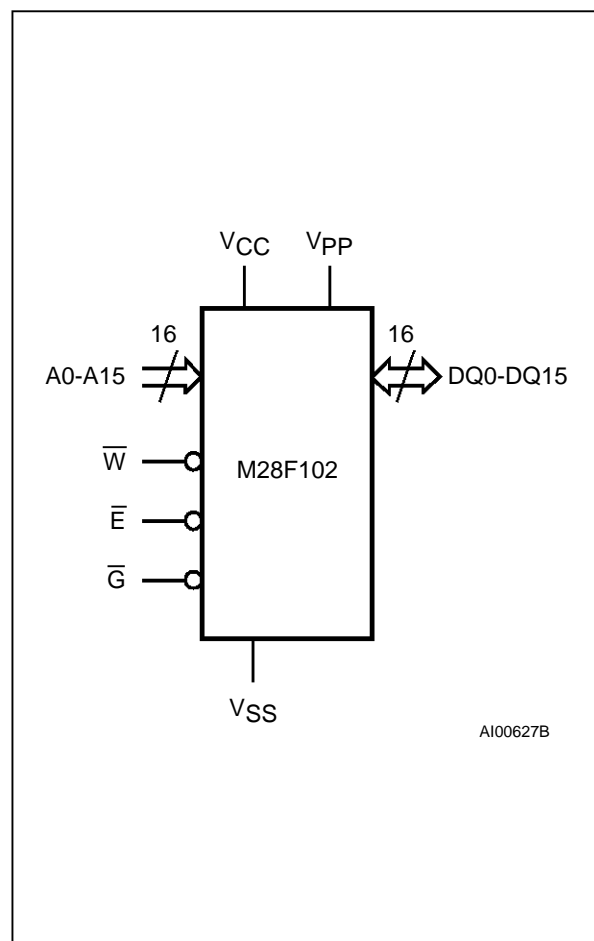 VCC VPP
16 16
A0-A15 DQ0-DQ15
W̅
M28F102
E̅
G̅
VSS
AI00627B